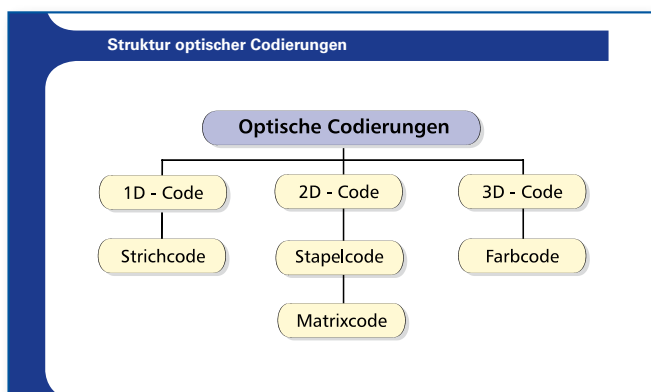 Struktur optischer Codierungen
Optische Codierungen
1D - Code
2D - Code
3D - Code
Strichcode
Stapelcode
Farbcode
Matrixcode